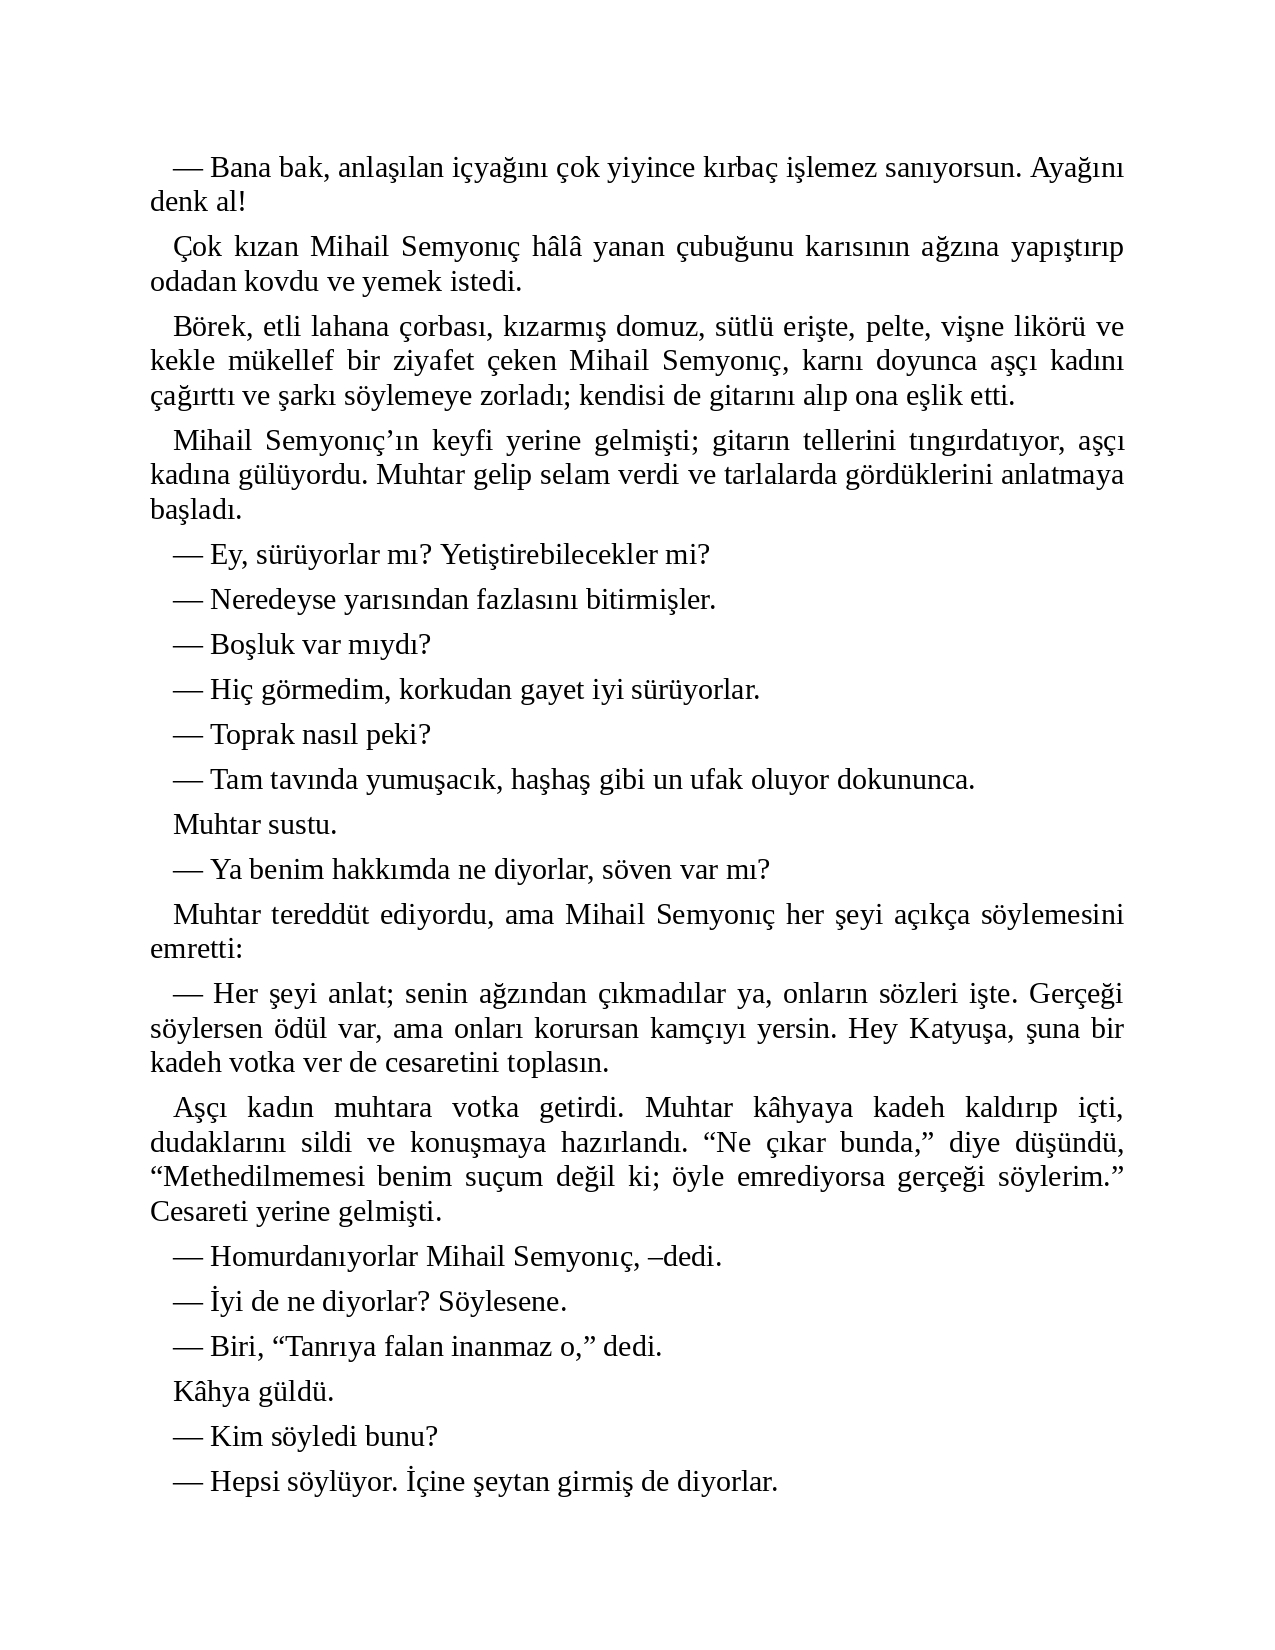 — Bana bak, anlaşılan içyağını çok yiyince kırbaç işlemez sanıyorsun. Ayağını
denk al!
Çok kızan Mihail Semyonıç hâlâ yanan çubuğunu karısının ağzına yapıştırıp
odadan kovdu ve yemek istedi.
Börek, etli lahana çorbası, kızarmış domuz, sütlü erişte, pelte, vişne likörü ve
kekle mükellef bir ziyafet çeken Mihail Semyonıç, karnı doyunca aşçı kadını
çağırttı ve şarkı söylemeye zorladı; kendisi de gitarını alıp ona eşlik etti.
Mihail Semyonıç’ın keyfi yerine gelmişti; gitarın tellerini tıngırdatıyor, aşçı
kadına gülüyordu. Muhtar gelip selam verdi ve tarlalarda gördüklerini anlatmaya
başladı.
— Ey, sürüyorlar mı? Yetiştirebilecekler mi?
— Neredeyse yarısından fazlasını bitirmişler.
— Boşluk var mıydı?
— Hiç görmedim, korkudan gayet iyi sürüyorlar.
— Toprak nasıl peki?
— Tam tavında yumuşacık, haşhaş gibi un ufak oluyor dokununca.
Muhtar sustu.
— Ya benim hakkımda ne diyorlar, söven var mı?
Muhtar tereddüt ediyordu, ama Mihail Semyonıç her şeyi açıkça söylemesini
emretti:
— Her şeyi anlat; senin ağzından çıkmadılar ya, onların sözleri işte. Gerçeği
söylersen ödül var, ama onları korursan kamçıyı yersin. Hey Katyuşa, şuna bir
kadeh votka ver de cesaretini toplasın.
Aşçı kadın muhtara votka getirdi. Muhtar kâhyaya kadeh kaldırıp içti,
dudaklarını sildi ve konuşmaya hazırlandı. “Ne çıkar bunda,” diye düşündü,
“Methedilmemesi benim suçum değil ki; öyle emrediyorsa gerçeği söylerim.”
Cesareti yerine gelmişti.
— Homurdanıyorlar Mihail Semyonıç, –dedi.
— İyi de ne diyorlar? Söylesene.
— Biri, “Tanrıya falan inanmaz o,” dedi.
Kâhya güldü.
— Kim söyledi bunu?
— Hepsi söylüyor. İçine şeytan girmiş de diyorlar.